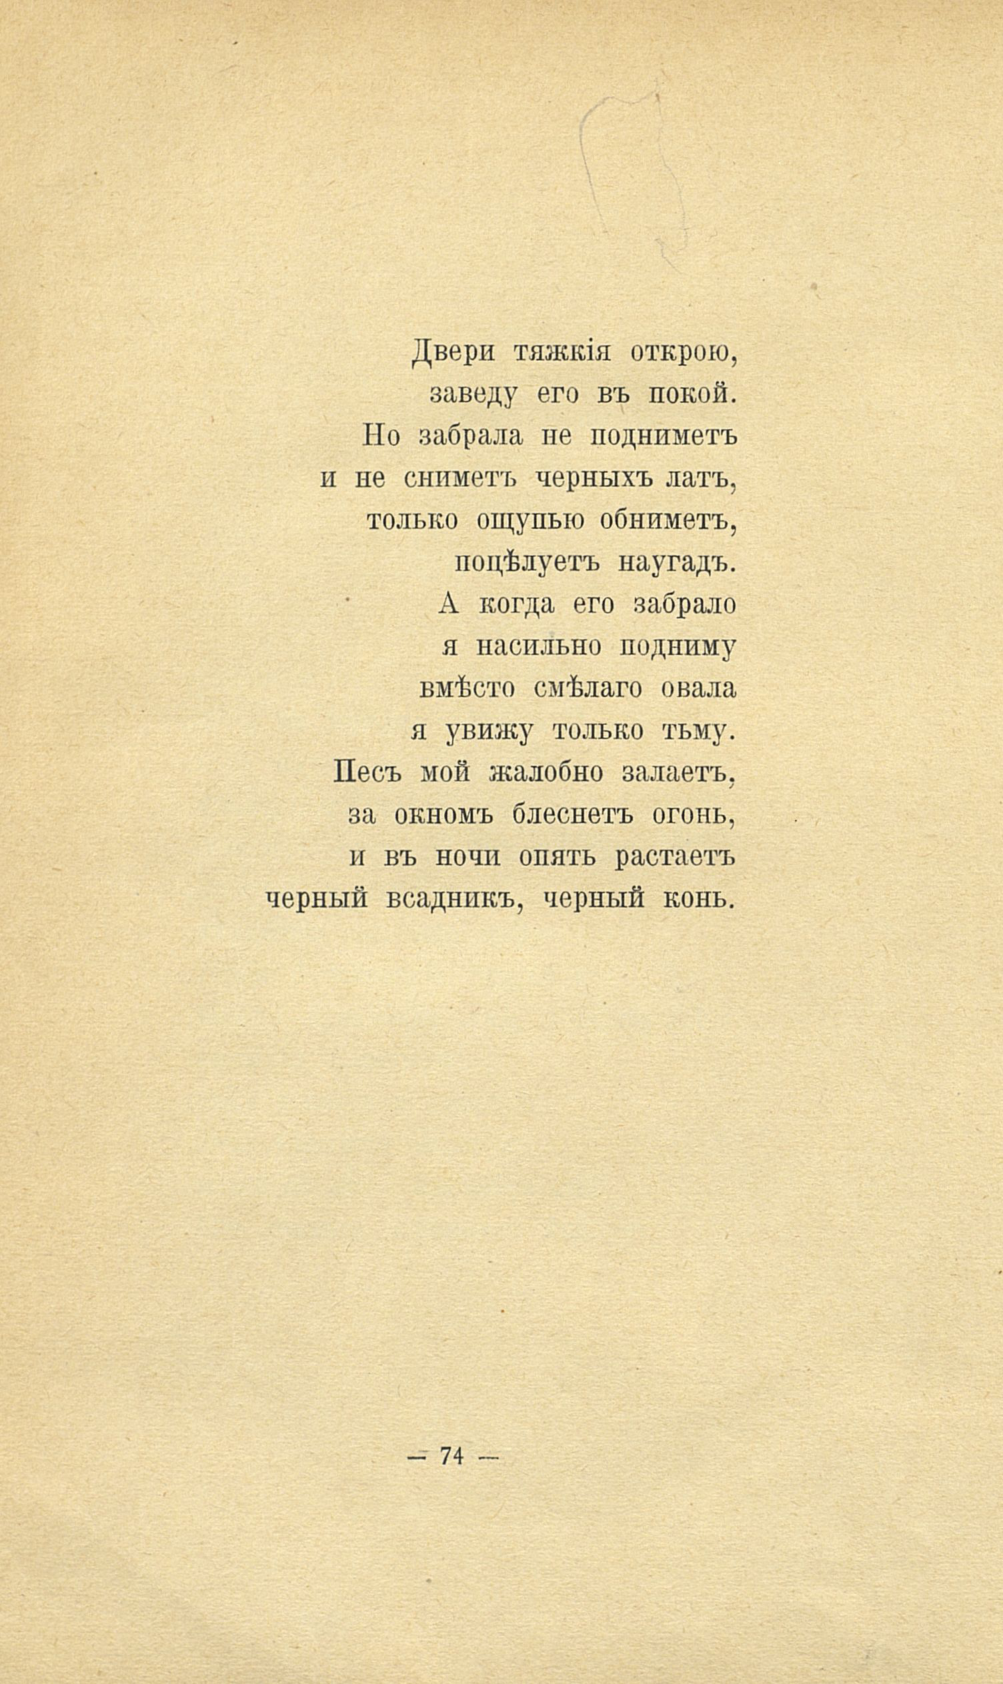 Двери тяжкія открою,
заведу его въ покой.
Но забрала не подниметъ
и не сниметъ черныхъ латъ,
только ощупью обниметъ,
поцѣлуетъ наугадъ.
А когда его забрало
я насильно подниму
вмѣсто смѣлаго овала
я увижу только тьму.
Песъ мой жалобно залаетъ,
за окномъ блеснетъ огонь,
и въ ночи опять растаетъ
черный всадникъ, черный конь.
— 74 —